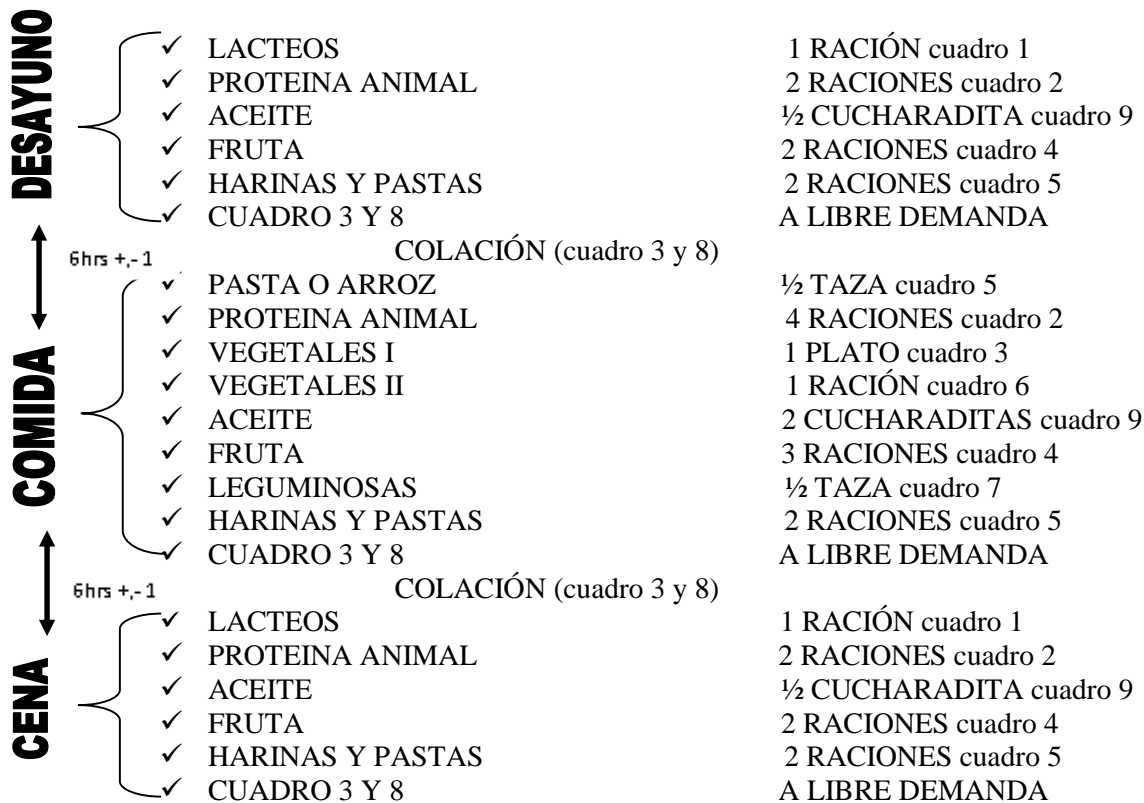 DESAYUNO
✓ LACTEOS 1 RACIÓN cuadro 1
✓ PROTEINA ANIMAL 2 RACIONES cuadro 2
✓ ACEITE ½ CUCHARADITA cuadro 9
✓ FRUTA 2 RACIONES cuadro 4
✓ HARINAS Y PASTAS 2 RACIONES cuadro 5
✓ CUADRO 3 Y 8 A LIBRE DEMANDA
6hrs +,-1 COLACIÓN (cuadro 3 y 8)
COMIDA
✓ PASTA O ARROZ ½ TAZA cuadro 5
✓ PROTEINA ANIMAL 4 RACIONES cuadro 2
✓ VEGETALES I 1 PLATO cuadro 3
✓ VEGETALES II 1 RACIÓN cuadro 6
✓ ACEITE 2 CUCHARADITAS cuadro 9
✓ FRUTA 3 RACIONES cuadro 4
✓ LEGUMINOSAS ½ TAZA cuadro 7
✓ HARINAS Y PASTAS 2 RACIONES cuadro 5
✓ CUADRO 3 Y 8 A LIBRE DEMANDA
6hrs +,-1 COLACIÓN (cuadro 3 y 8)
CENA
✓ LACTEOS 1 RACIÓN cuadro 1
✓ PROTEINA ANIMAL 2 RACIONES cuadro 2
✓ ACEITE ½ CUCHARADITA cuadro 9
✓ FRUTA 2 RACIONES cuadro 4
✓ HARINAS Y PASTAS 2 RACIONES cuadro 5
✓ CUADRO 3 Y 8 A LIBRE DEMANDA